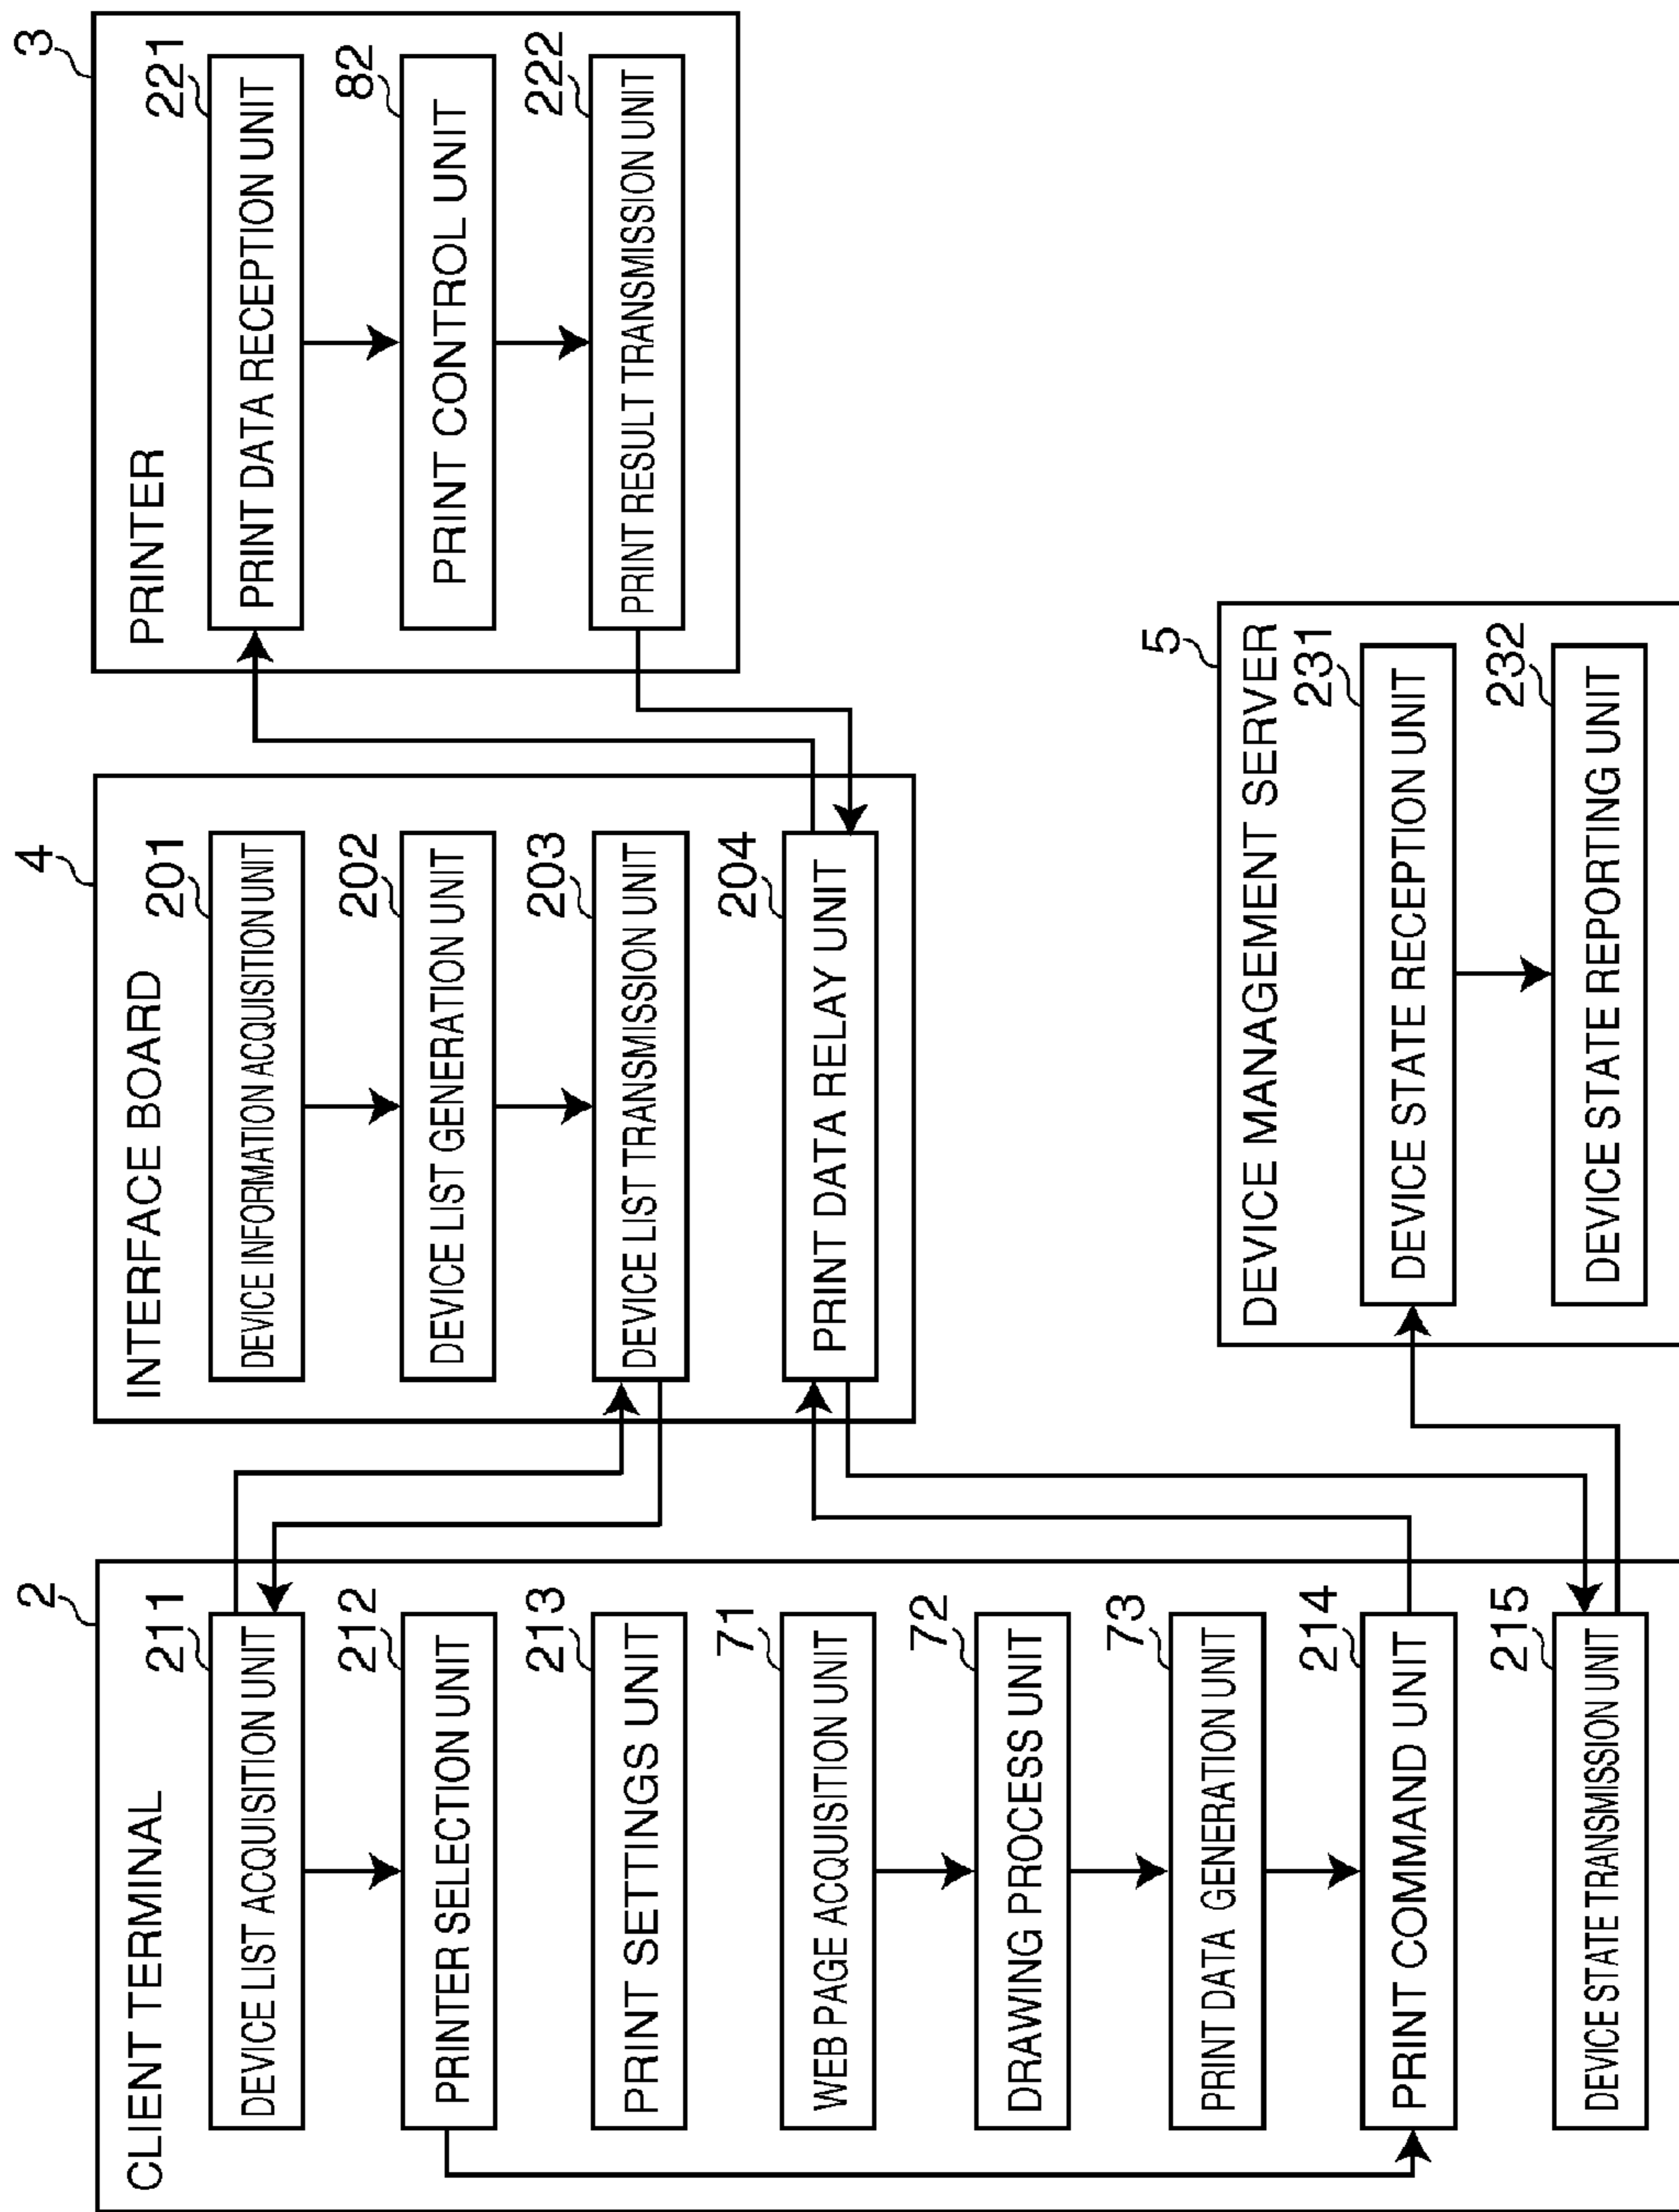 2
CLIENT TERMINAL
211
DEVICE LIST ACQUISITION UNIT
212
PRINTER SELECTION UNIT
213
PRINT SETTINGS UNIT
71
WEB PAGE ACQUISITION UNIT
72
DRAWING PROCESS UNIT
73
PRINT DATA GENERATION UNIT
214
PRINT COMMAND UNIT
215
DEVICE STATE TRANSMISSION UNIT
4
INTERFACE BOARD
201
DEVICE INFORMATION ACQUISITION UNIT
202
DEVICE LIST GENERATION UNIT
203
DEVICE LIST TRANSMISSION UNIT
204
PRINT DATA RELAY UNIT
3
PRINTER
221
PRINT DATA RECEPTION UNIT
82
PRINT CONTROL UNIT
222
PRINT RESULT TRANSMISSION UNIT
5
DEVICE MANAGEMENT SERVER
231
DEVICE STATE RECEPTION UNIT
232
DEVICE STATE REPORTING UNIT